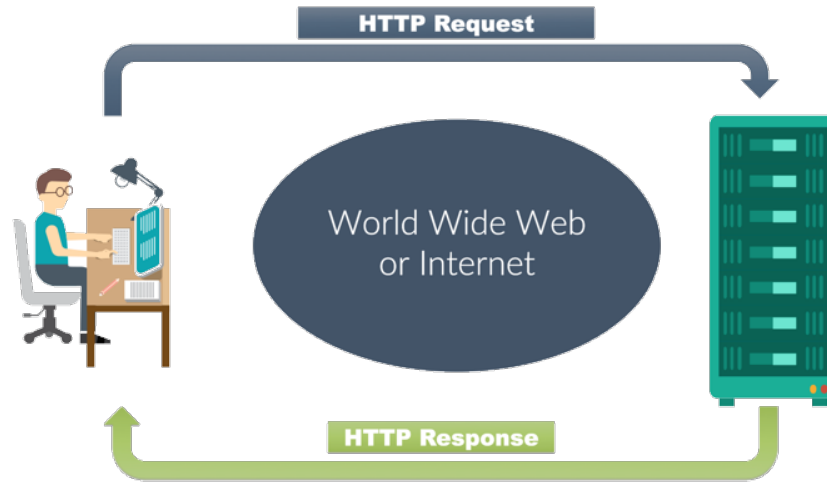 HTTP Request
World Wide Web
or Internet
HTTP Response